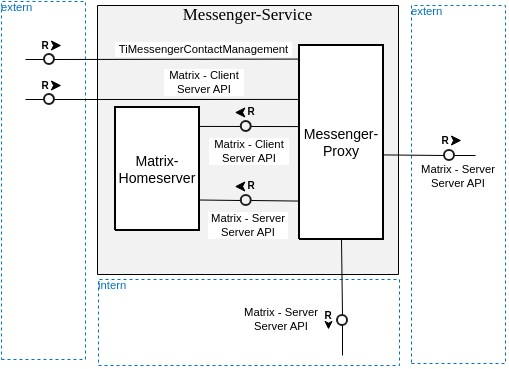 extern
Messenger-Service
extern
R
TiMessengerContactManagement
R
Matrix - Client
Server API
R
Matrix - Client
Server API
Messenger-
Proxy
Matrix-
Homeserver
R
Matrix - Server
Server API
R
Matrix - Server
Server API
intern
Matrix - Server
Server API
R